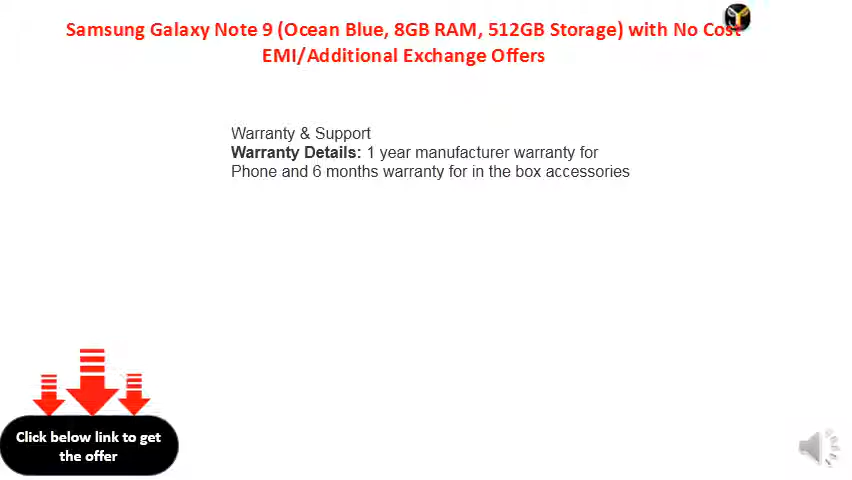 Samsung Galaxy Note 9 (Ocean Blue, 8GB RAM, 512GB Storage) with No Cost
EMI/Additional Exchange Offers
Warranty & Support
Warranty Details: 1 year manufacturer warranty for
Phone and 6 months warranty for in the box accessories
Click below link to get
the offer